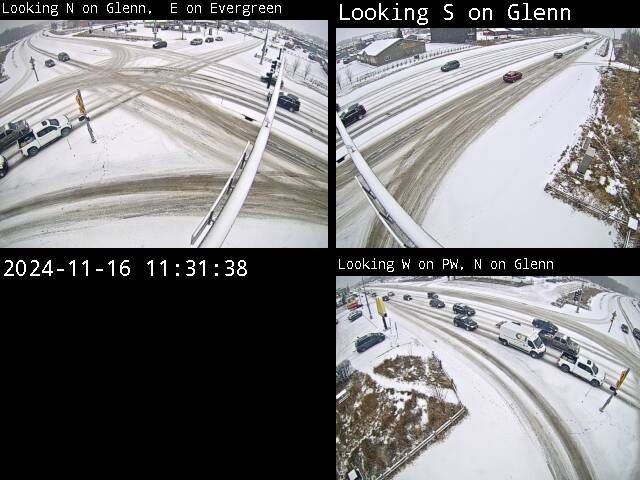 Looking N on Glenn,  E on Evergreen
Looking S on Glenn
2024-11-16 11:31:38
Looking W on PW, N on Glenn